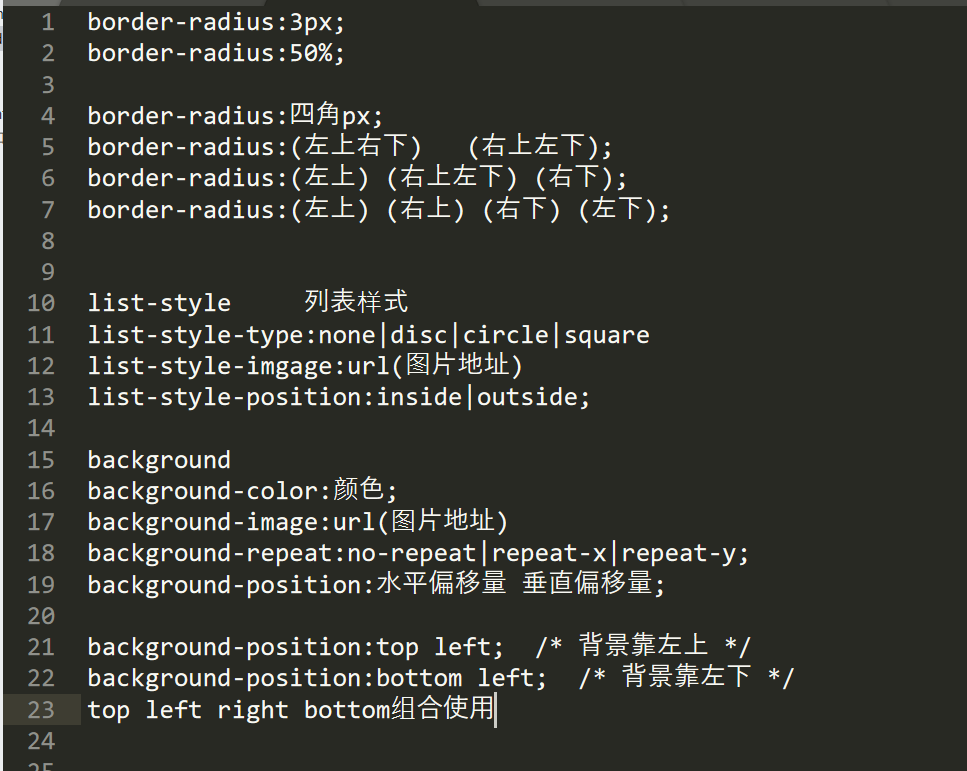 1 border-radius:3px;
2 border-radius:50%;
3
4 border-radius:四角px;
5 border-radius:(左上右下) (右上左下);
6 border-radius:(左上) (右上左下) (右下);
7 border-radius:(左上) (右上) (右下) (左下);
8
9
10 list-style 列表样式
11 list-style-type:none|disc|circle|square
12 list-style-imgage:url(图片地址)
13 list-style-position:inside|outside;
14
15 background
16 background-color:颜色;
17 background-image:url(图片地址)
18 background-repeat:no-repeat|repeat-x|repeat-y;
19 background-position:水平偏移量 垂直偏移量;
20
21 background-position:top left; /* 背景靠左上 */
22 background-position:bottom left; /* 背景靠左下 */
23 top left right bottom组合使用
24
25